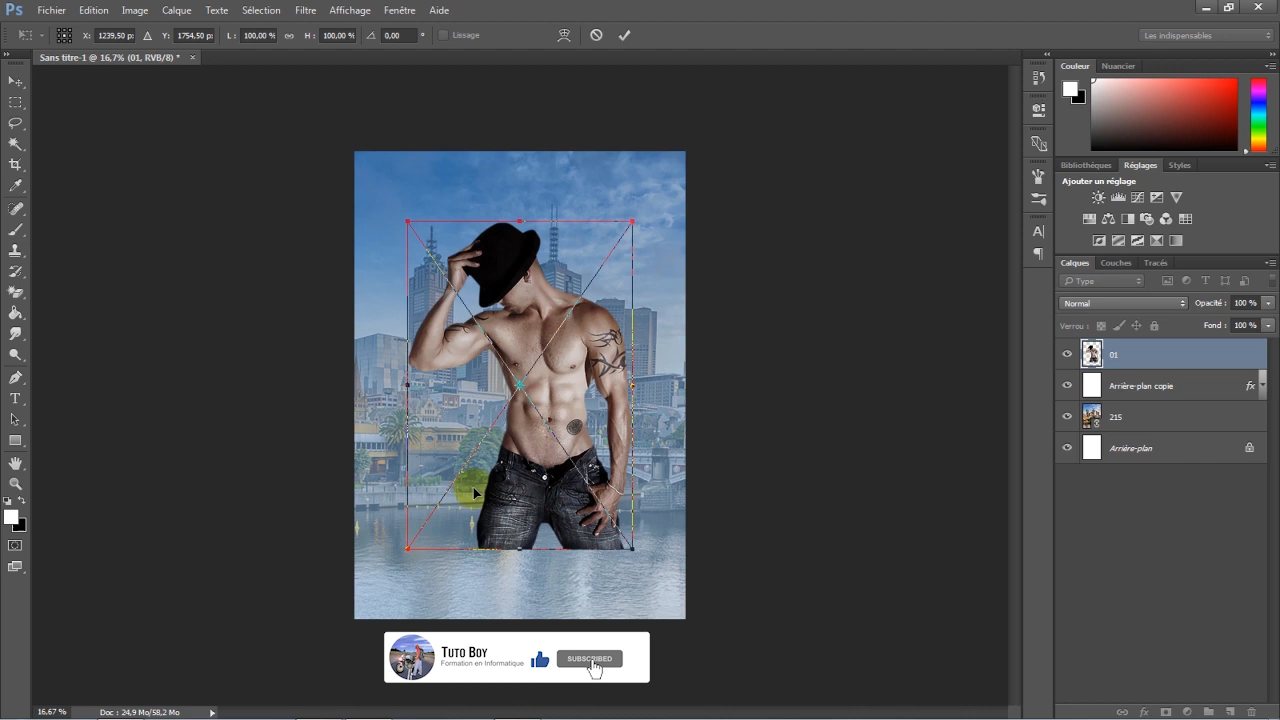 Ps Fichier Edition Image Calque Texte Sélection Filtre Affichage Fenêtre Aide
X: 1239,50 p: Y: 1754,50 p: L: 100,00 % H: 100,00 % 0,00 ° Lissage Les indispensables
Sans titre-1 @ 16,7% (01, RVB/8) * ×
Couleur Nuancier
Bibliothèques Réglages Styles
Ajouter un réglage
Calques Couches Tracés
Type
Normal Opacité : 100 %
Verrou : Fond : 100 %
01
Arrière-plan copie fx
215
Arrière-plan
TUTO BOY
Formation en Informatique
SUBSCRIBED
16,67 % Doc : 24,9 Mo/58,2 Mo